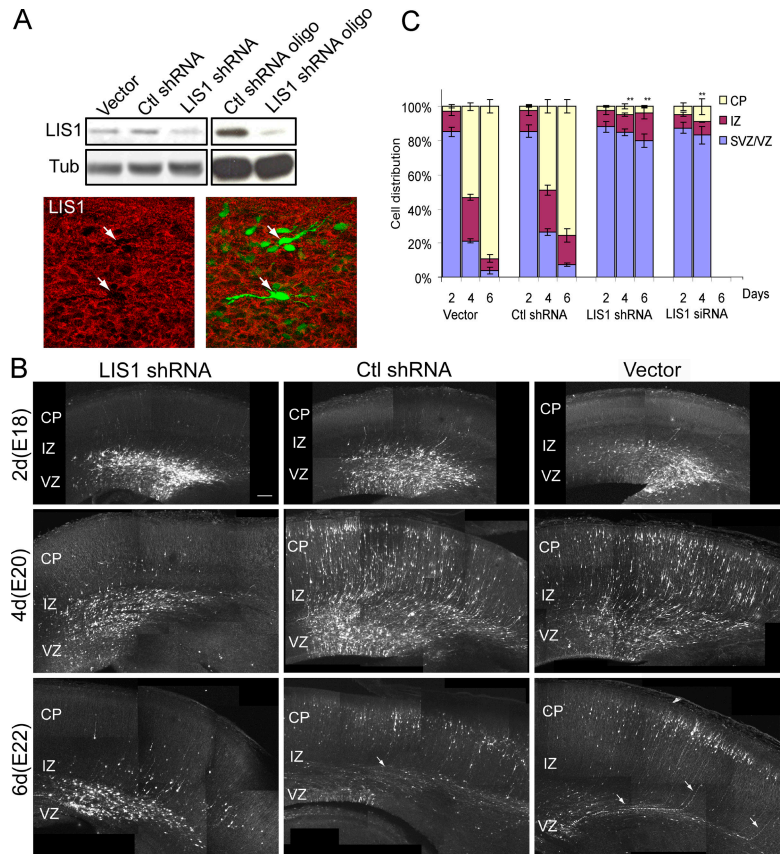 A
Vector
Ctl shRNA
LIS1 shRNA
Ctl shRNA oligo
LIS1 shRNA oligo
LIS1
Tub
LIS1
C
100%
80%
60%
40%
20%
0%
Cell distribution
** **
**
CP
IZ
SVZ/VZ
2 4 6 2 4 6 2 4 6 2 4 6 Days
Vector Ctl shRNA LIS1 shRNA LIS1 siRNA
B
LIS1 shRNA Ctl shRNA Vector
2d(E18)
CP
IZ
VZ
CP
IZ
VZ
CP
IZ
VZ
4d(E20)
CP
IZ
VZ
CP
IZ
VZ
CP
IZ
VZ
6d(E22)
CP
IZ
VZ
CP
IZ
VZ
CP
IZ
VZ